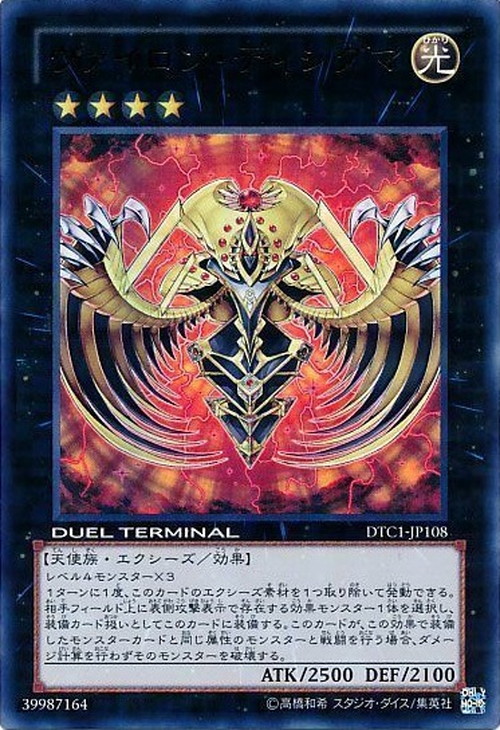 ヴァイロン・ディシグマ
光
DUEL TERMINAL
DTC1-JP108
【天使族・エクシーズ/効果】
レベル4モンスター×3
1ターンに1度、このカードのエクシーズ素材を1つ取り除いて発動できる。
相手フィールド上に表側攻撃表示で存在する効果モンスター1体を選択し、
装備カード扱いとしてこのカードに装備する。このカードが、この効果で装備
したモンスターカードと同じ属性のモンスターと戦闘を行う場合、ダメー
ジ計算を行わずそのモンスターを破壊する。
ATK/2500 DEF/2100
39987164
©高橋和希 スタジオ・ダイス/集英社